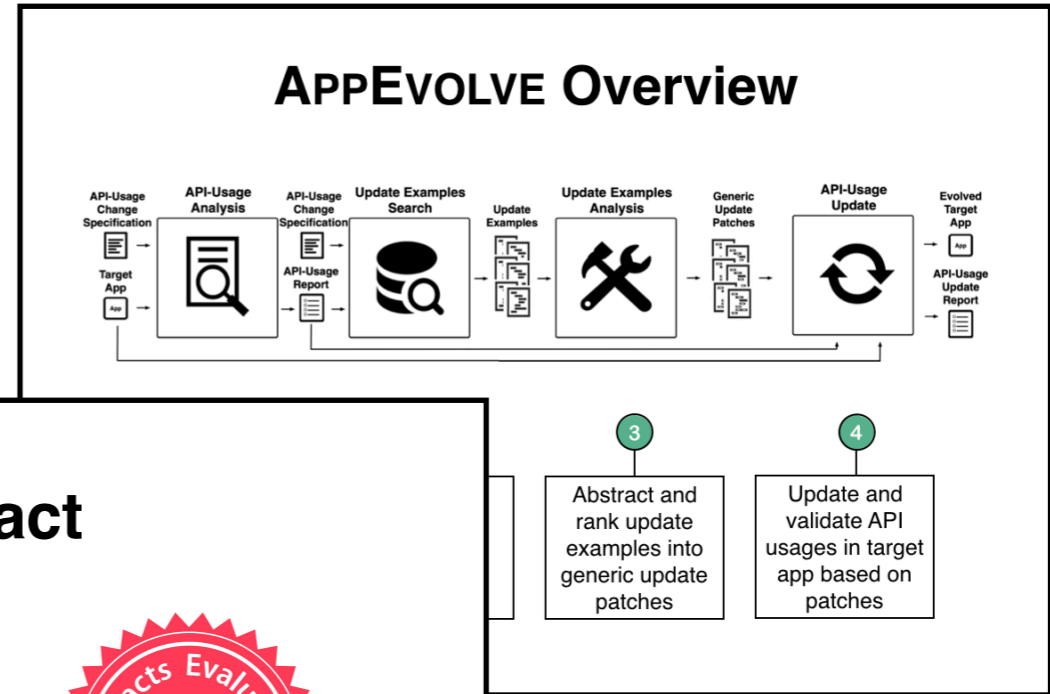 APPEVOLVE Overview
API-Usage
Change
Specification
Target
App
App
API-Usage
Analysis
API-Usage
Change
Specification
API-Usage
Report
Update Examples
Search
Update
Examples
Update Examples
Analysis
Generic
Update
Patches
API-Usage
Update
Evolved
Target
App
App
API-Usage
Update
Report
3
Abstract and
rank update
examples into
generic update
patches
4
Update and
validate API
usages in target
app based on
patches
act
cts Evalu